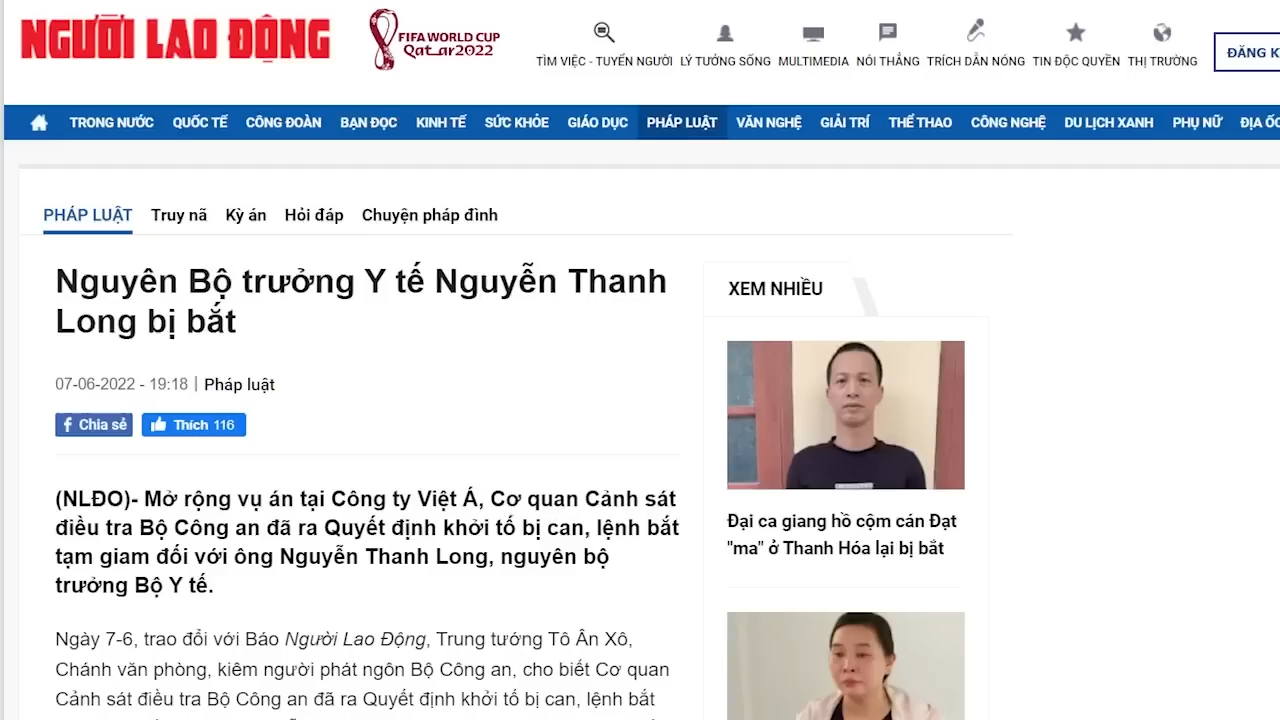 NGƯỜI LAO ĐỘNG
FIFA WORLD CUP
Qatar2022
TÌM VIỆC - TUYỂN NGƯỜI LÝ TƯỞNG SỐNG MULTIMEDIA NÓI THẲNG TRÍCH DẪN NÓNG TIN ĐỘC QUYỀN THỊ TRƯỜNG
ĐĂNG K
TRONG NƯỚC QUỐC TẾ CÔNG ĐOÀN BẠN ĐỌC KINH TẾ SỨC KHỎE GIÁO DỤC PHÁP LUẬT VĂN NGHỆ GIẢI TRÍ THỂ THAO CÔNG NGHỆ DU LỊCH XANH PHỤ NỮ ĐỊA ỐC
PHÁP LUẬT Truy nã Kỳ án Hỏi đáp Chuyện pháp đình
Nguyên Bộ trưởng Y tế Nguyễn Thanh
Long bị bắt
07-06-2022 - 19:18 | Pháp luật
Chia sẻ Thích 116
(NLĐO)- Mở rộng vụ án tại Công ty Việt Á, Cơ quan Cảnh sát
điều tra Bộ Công an đã ra Quyết định khởi tố bị can, lệnh bắt
tạm giam đối với ông Nguyễn Thanh Long, nguyên bộ
trưởng Bộ Y tế.
Ngày 7-6, trao đổi với Báo Người Lao Động, Trung tướng Tô Ân Xô,
Chánh văn phòng, kiêm người phát ngôn Bộ Công an, cho biết Cơ quan
Cảnh sát điều tra Bộ Công an đã ra Quyết định khởi tố bị can, lệnh bắt
XEM NHIỀU
Đại ca giang hồ cộm cán Đạt
"ma" ở Thanh Hóa lại bị bắt